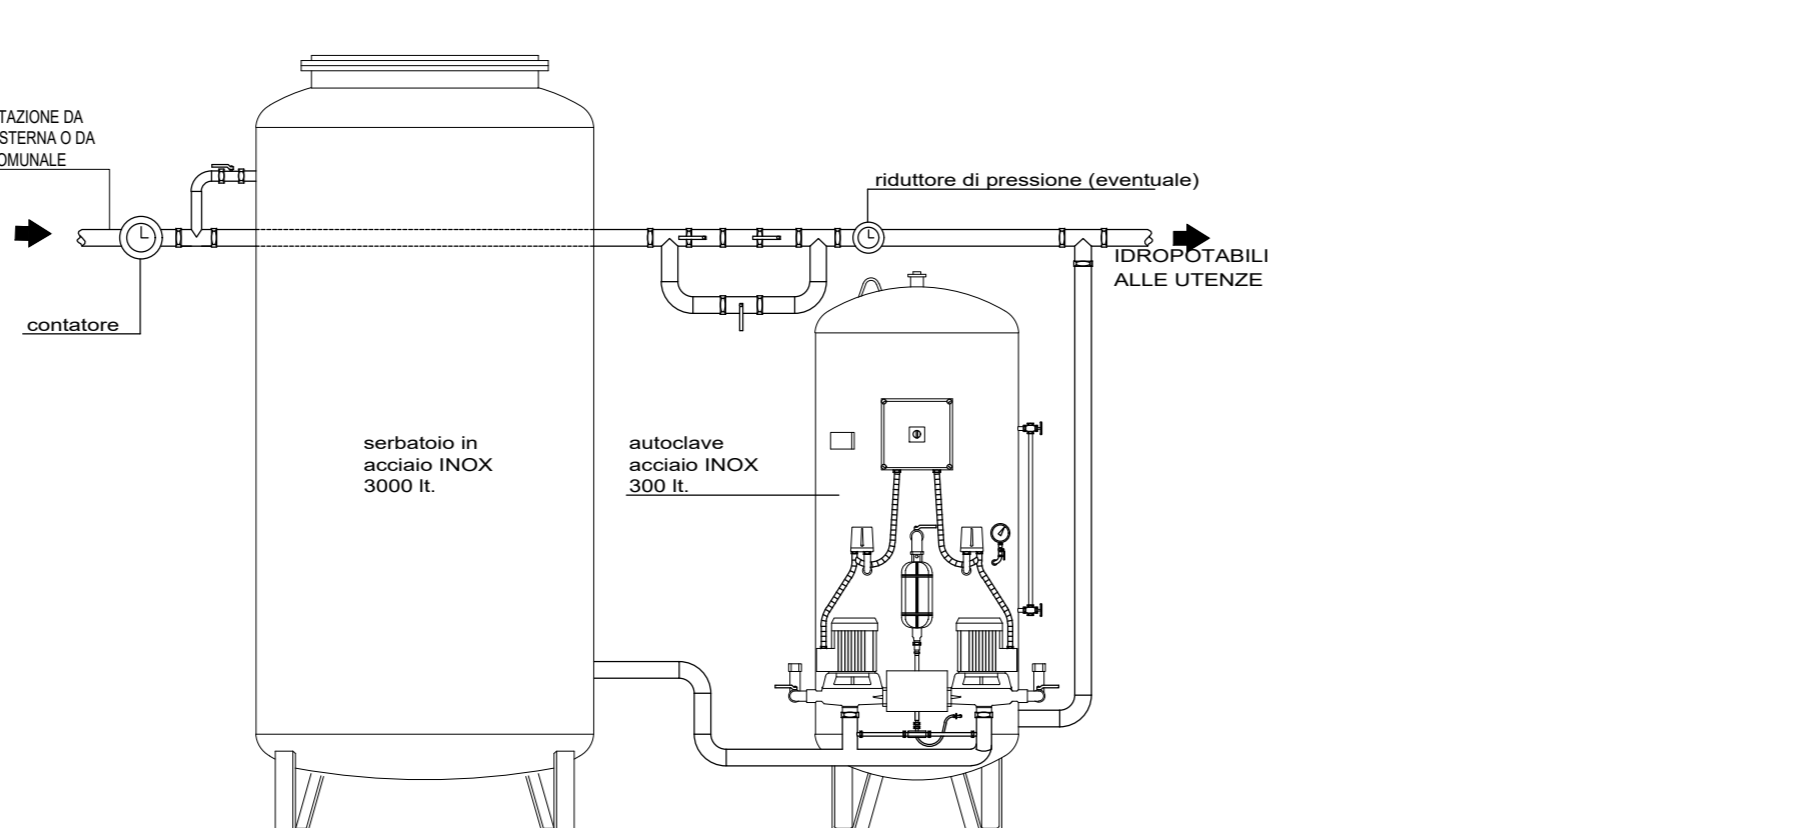 TAZIONE DA
STERNA O DA
OMUNALE
riduttore di pressione (eventuale)
IDROPOTABILI
ALLE UTENZE
contatore
serbatoio in
acciaio INOX
3000 lt.
autoclave
acciaio INOX
300 lt.